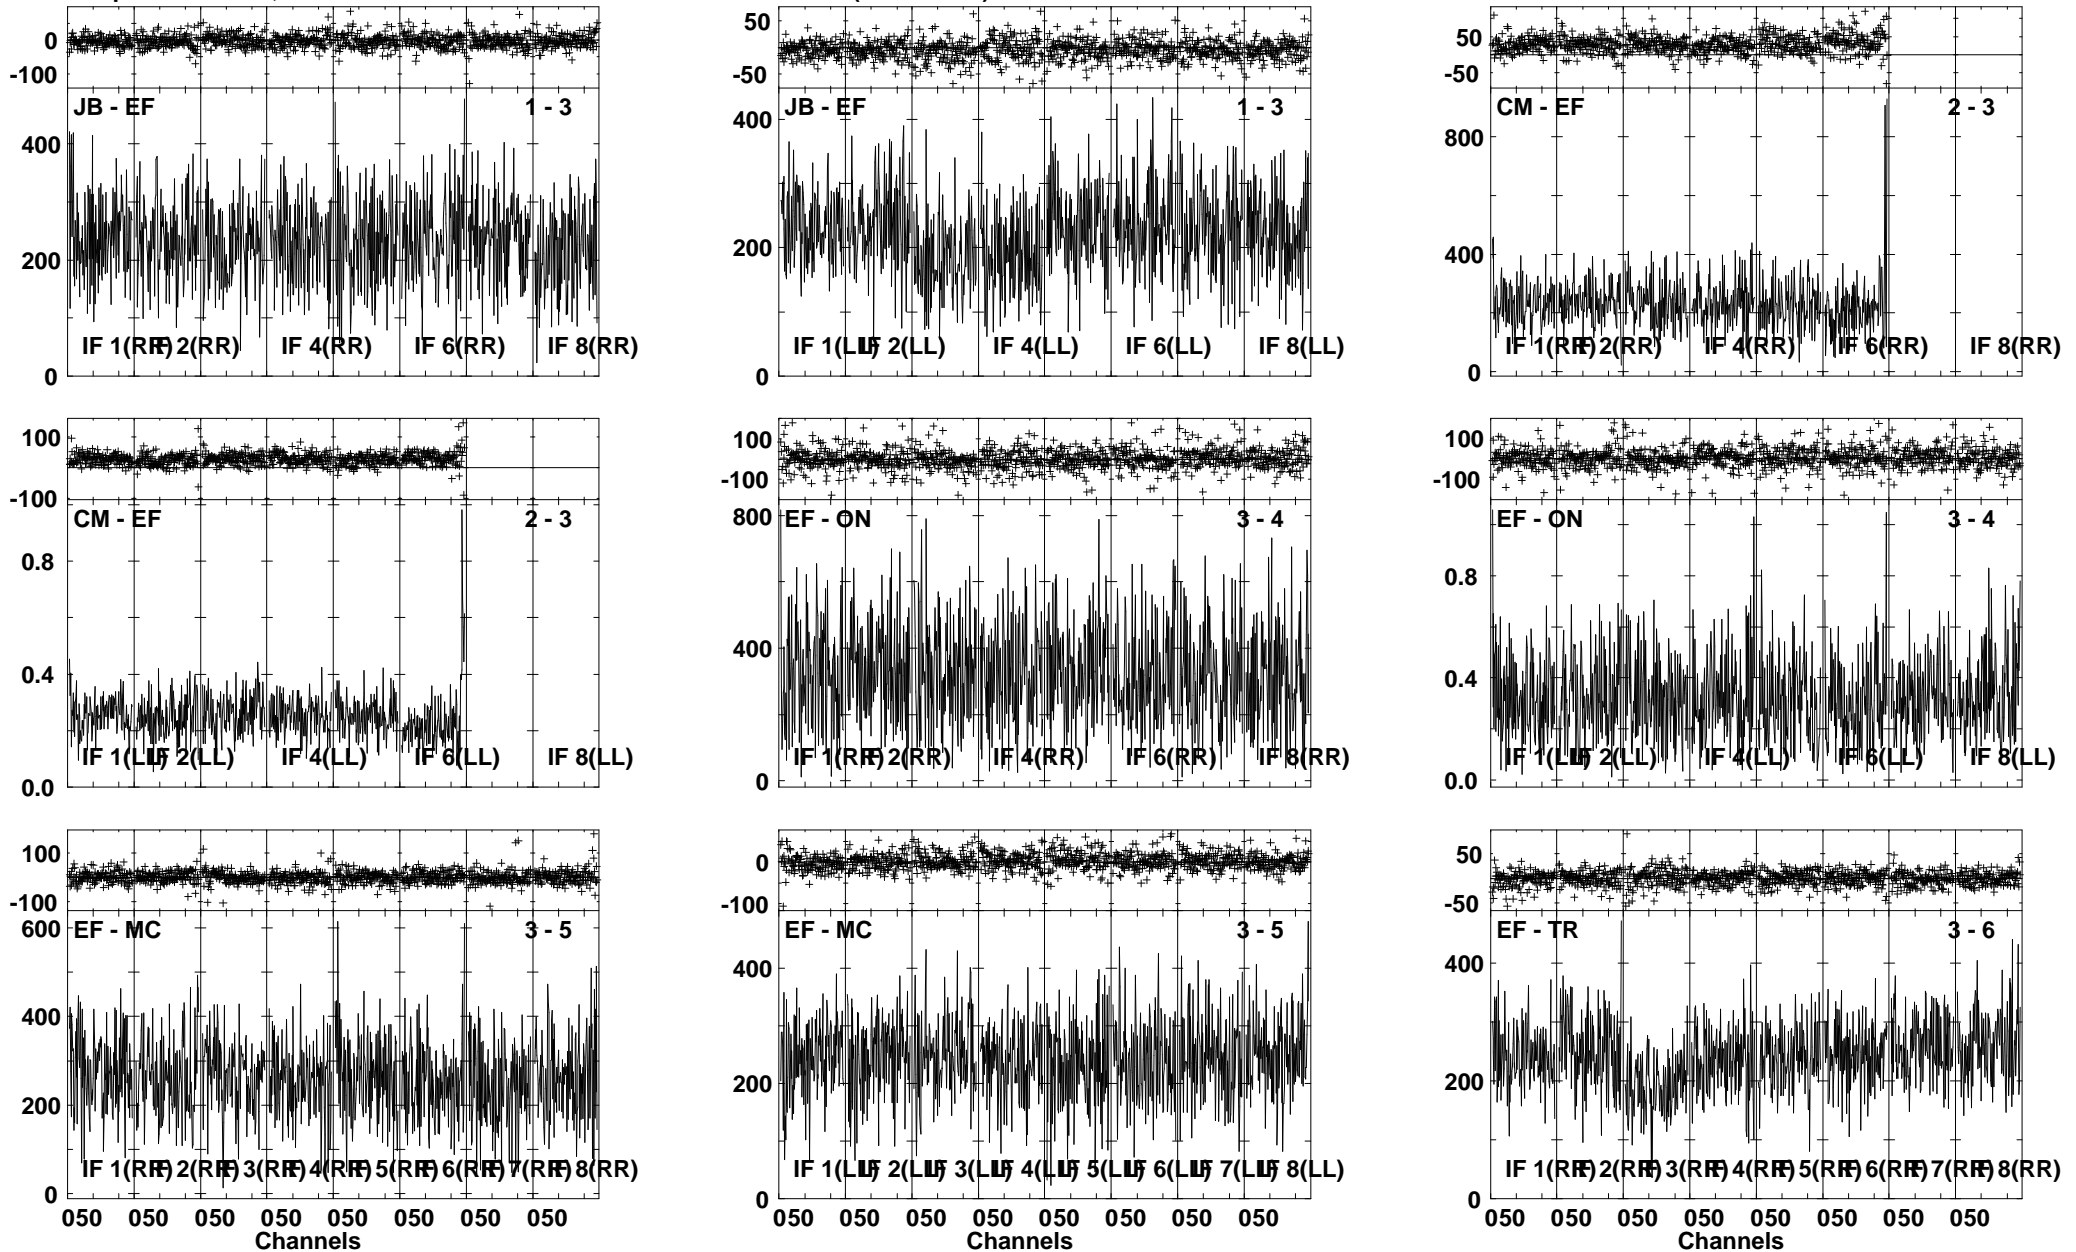 50 50
0 0 50
-100 -50 -50
JB - EF 1 - 3 JB - EF 1 - 3 CM - EF 2 - 3
400 400 800
200 200 400
IF 1(RR) IF 2(RR) IF 4(RR) IF 6(RR) IF 8(RR) IF 1(LL) IF 2(LL) IF 4(LL) IF 6(LL) IF 8(LL) IF 1(RR) IF 2(RR) IF 4(RR) IF 6(RR) IF 8(RR)
0 0 0
100 100 100
-100 -100 -100
CM - EF 2 - 3 EF - ON 3 - 4 EF - ON 3 - 4
0.8 800 0.8
0.4 400 0.4
IF 1(LL) IF 2(LL) IF 4(LL) IF 6(LL) IF 8(LL) IF 1(RR) IF 2(RR) IF 4(RR) IF 6(RR) IF 8(RR) IF 1(LL) IF 2(LL) IF 4(LL) IF 6(LL) IF 8(LL)
0.0 0 0.0
100 0 50
-100 -100 -50
EF - MC 3 - 5 EF - MC 3 - 5 EF - TR 3 - 6
600 400 400
400 200 200
200
IF 1(RR) IF 2(RR) IF 3(RR) IF 4(RR) IF 5(RR) IF 6(RR) IF 7(RR) IF 8(RR) IF 1(LL) IF 2(LL) IF 3(LL) IF 4(LL) IF 5(LL) IF 6(LL) IF 7(LL) IF 8(LL) IF 1(RR) IF 2(RR) IF 3(RR) IF 4(RR) IF 5(RR) IF 6(RR) IF 7(RR) IF 8(RR)
0 0 0
050 050 050 050 050 050 050 050 050 050 050 050 050 050 050 050 050 050 050 050 050 050 050 050
Channels Channels Channels